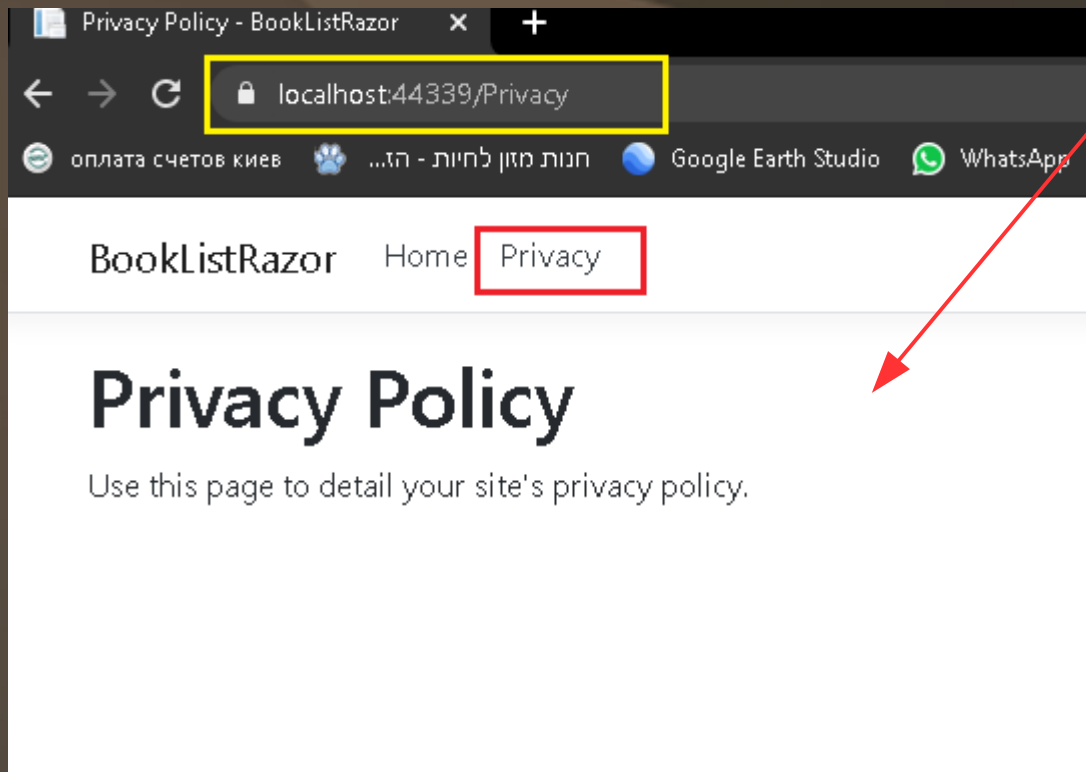 Privacy Policy - BookListRazor
localhost:44339/Privacy
оплата счетов киев חנות מזון לחיות - הז... Google Earth Studio WhatsApp
BookListRazor Home Privacy
Privacy Policy
Use this page to detail your site's privacy policy.